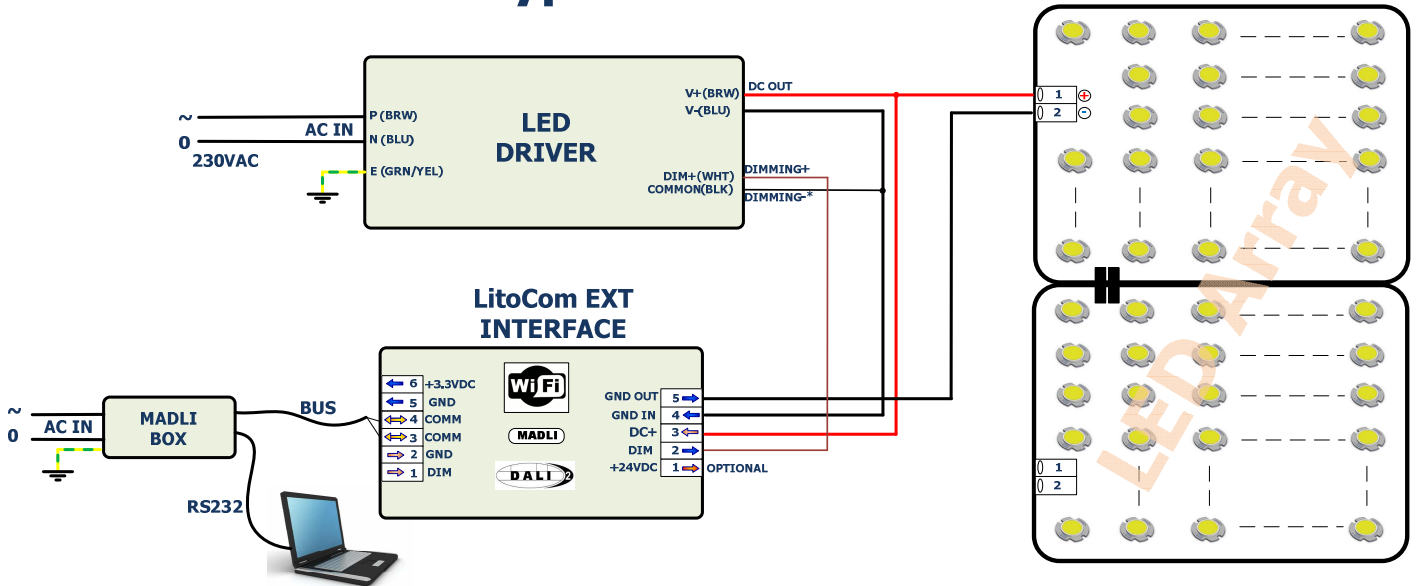 ~
0
230VAC
AC IN
P (BRW)
N (BLU)
E (GRN/YEL)
LED
DRIVER
V+(BRW)
V-(BLU)
DIM+(WHT)
COMMON(BLK)
DC OUT
DIMMING+
DIMMING-*
1 +
2 -
LED Array
1
2
LitoCom EXT
INTERFACE
6 +3.3VDC
5 GND
4 COMM
3 COMM
2 GND
1 DIM
WiFi
MADLI
DALI 2
GND OUT 5
GND IN 4
DC+ 3
DIM 2
+24VDC 1 OPTIONAL
~
0
AC IN
MADLI
BOX
BUS
RS232